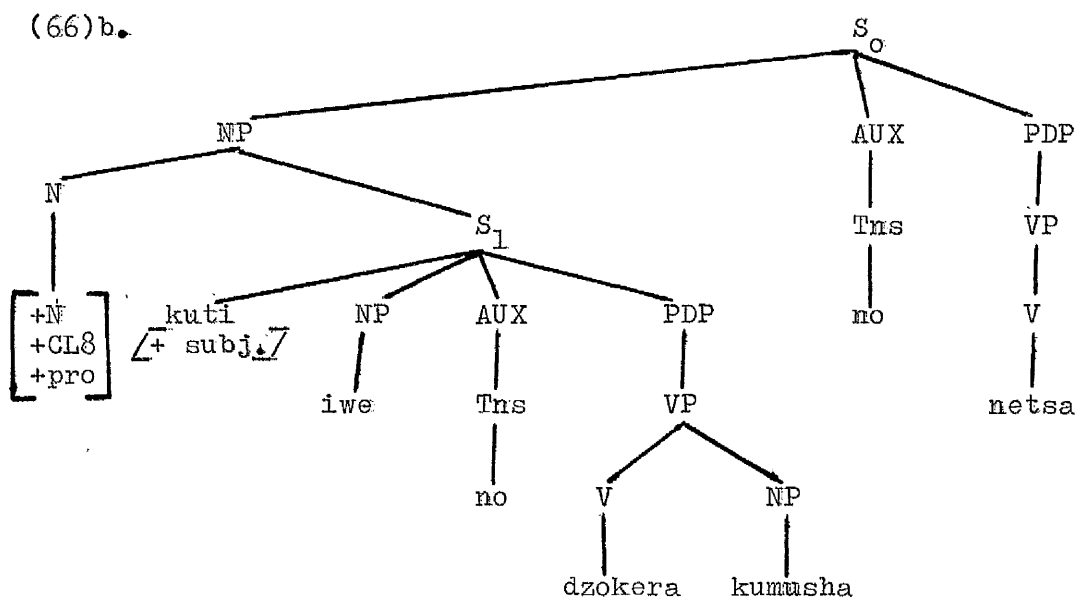 (66)b.
S₀
NP AUX PDP
N S₁ Tns VP
[+N kuti NP AUX PDP no V
+CL8 [+ subj.]
+pro] iwe Tns VP netsa
no V NP
dzokera kumusha